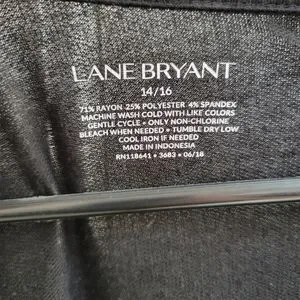 LANE BRYANT
14/16
71% RAYON 25% POLYESTER 4% SPANDEX
MACHINE WASH COLD WITH LIKE COLORS
GENTLE CYCLE • ONLY NON-CHLORINE
BLEACH WHEN NEEDED • TUMBLE DRY LOW
COOL IRON IF NEEDED
MADE IN INDONESIA
RN118641 • 3683 • 06/18